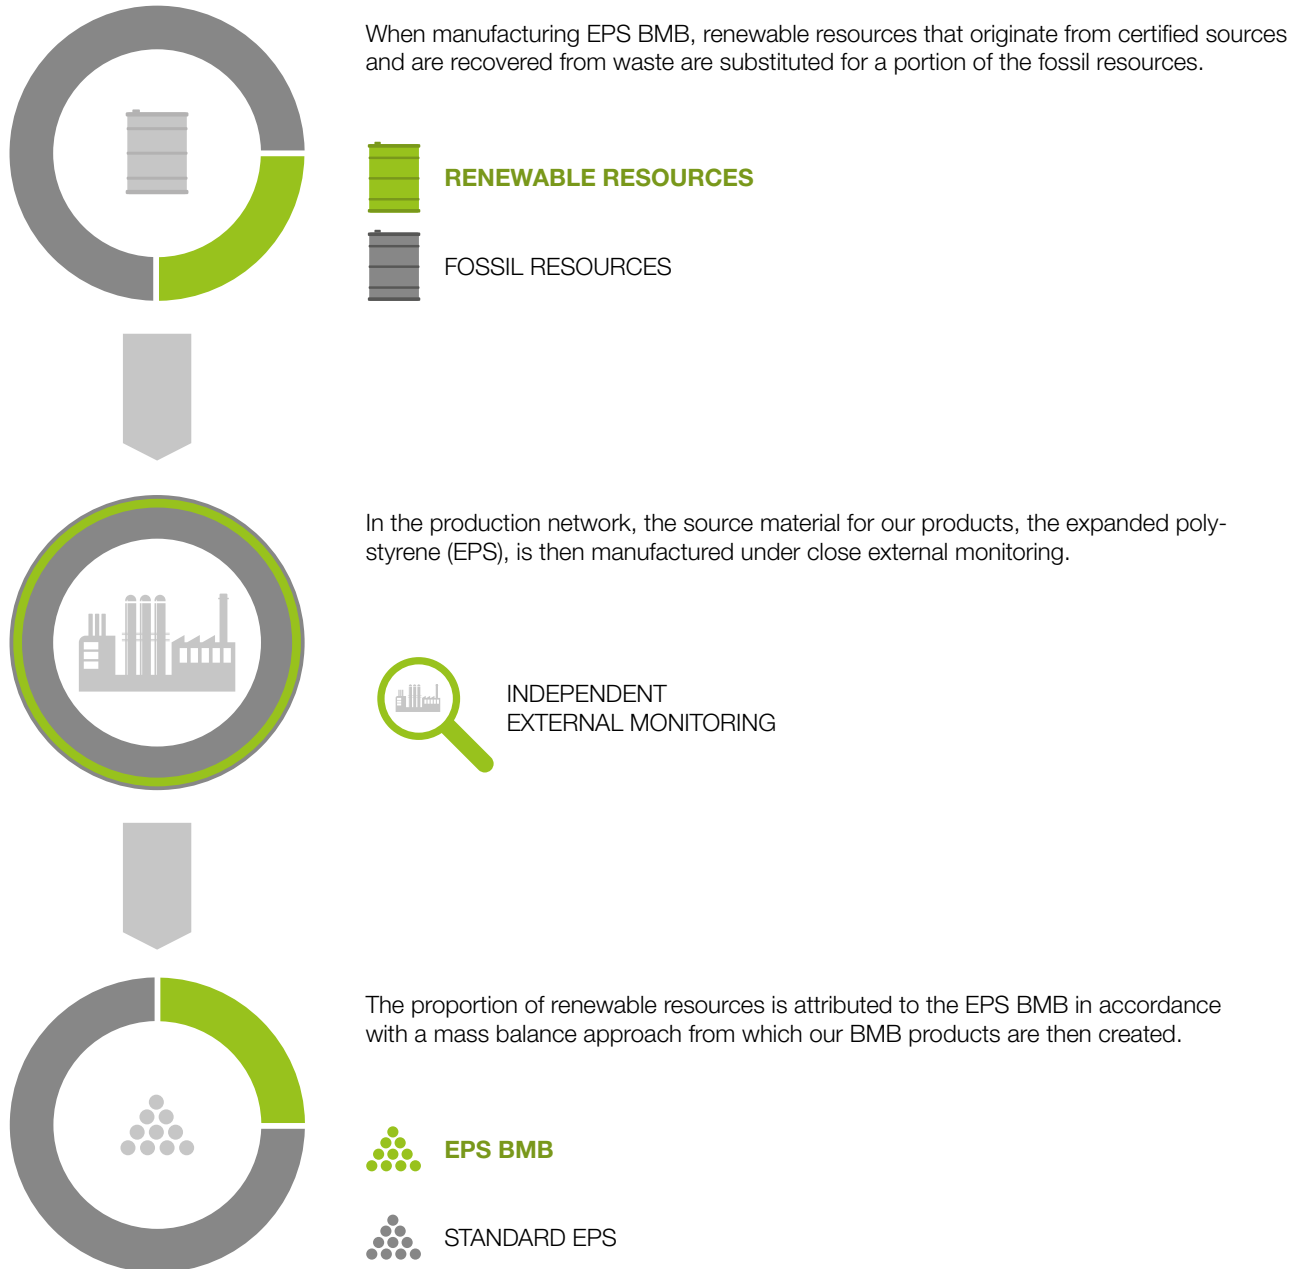 When manufacturing EPS BMB, renewable resources that originate from certified sources
and are recovered from waste are substituted for a portion of the fossil resources.
RENEWABLE RESOURCES
FOSSIL RESOURCES
In the production network, the source material for our products, the expanded poly-
styrene (EPS), is then manufactured under close external monitoring.
INDEPENDENT
EXTERNAL MONITORING
The proportion of renewable resources is attributed to the EPS BMB in accordance
with a mass balance approach from which our BMB products are then created.
EPS BMB
STANDARD EPS